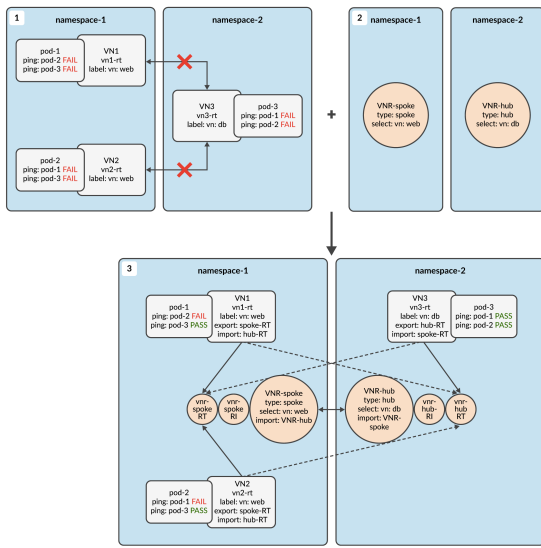 1
namespace-1
namespace-2
pod-1
ping: pod-2 FAIL
ping: pod-3 FAIL
VN1
vn1-rt
label: vn: web
VN3
vn3-rt
label: vn: db
pod-3
ping: pod-1 FAIL
ping: pod-2 FAIL
pod-2
ping: pod-1 FAIL
ping: pod-3 FAIL
VN2
vn2-rt
label: vn: web
+
2
namespace-1
namespace-2
VNR-spoke
type: spoke
select: vn: web
VNR-hub
type: hub
select: vn: db
3
namespace-1
namespace-2
pod-1
ping: pod-2 FAIL
ping: pod-3 PASS
VN1
vn1-rt
label: vn: web
export: spoke-RT
import: hub-RT
VN3
vn3-rt
label: vn: db
export: hub-RT
import: spoke-RT
pod-3
ping: pod-1 PASS
ping: pod-2 PASS
vnr-
spoke
RT
vnr-
spoke
RI
VNR-spoke
type: spoke
select: vn: web
import: VNR-hub
VNR-hub
type: hub
select: vn: db
import: VNR-
spoke
vnr-
hub-
RI
vnr-
hub
RT
pod-2
ping: pod-1 FAIL
ping: pod-3 PASS
VN2
vn2-rt
label: vn: web
export: spoke-RT
import: hub-RT